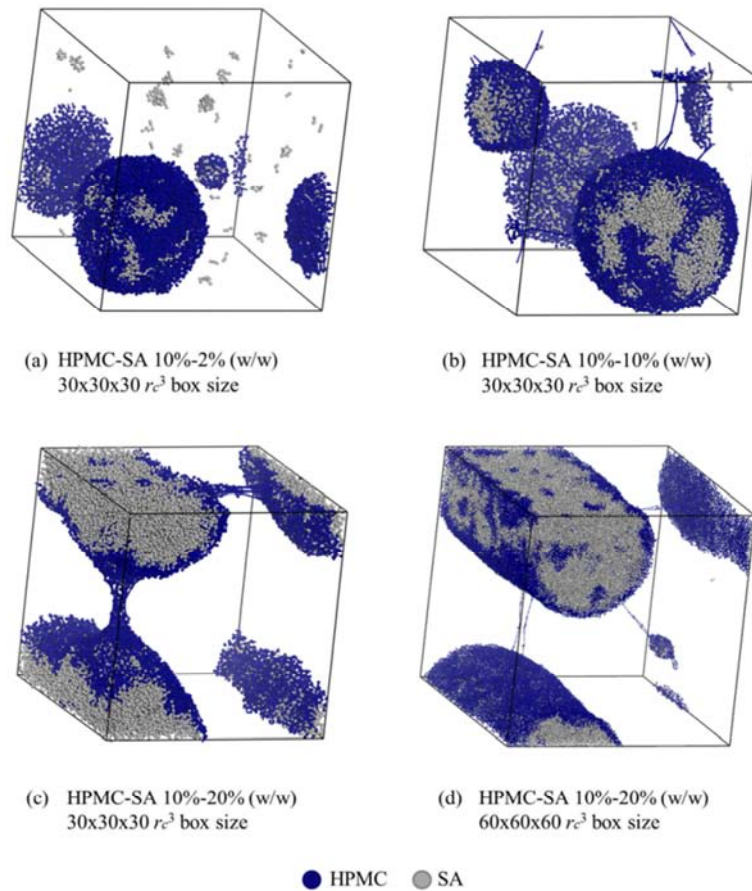 (a) HPMC-SA 10%-2% (w/w)
30x30x30 rc³ box size
(b) HPMC-SA 10%-10% (w/w)
30x30x30 rc³ box size
(c) HPMC-SA 10%-20% (w/w)
30x30x30 rc³ box size
(d) HPMC-SA 10%-20% (w/w)
60x60x60 rc³ box size
HPMC SA